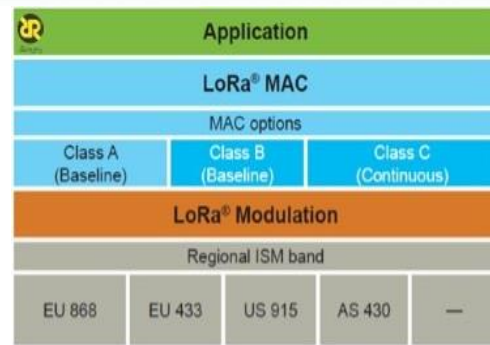 Application
LoRa® MAC
MAC options
Class A
(Baseline)
Class B
(Baseline)
Class C
(Continuous)
LoRa® Modulation
Regional ISM band
EU 868
EU 433
US 915
AS 430
—